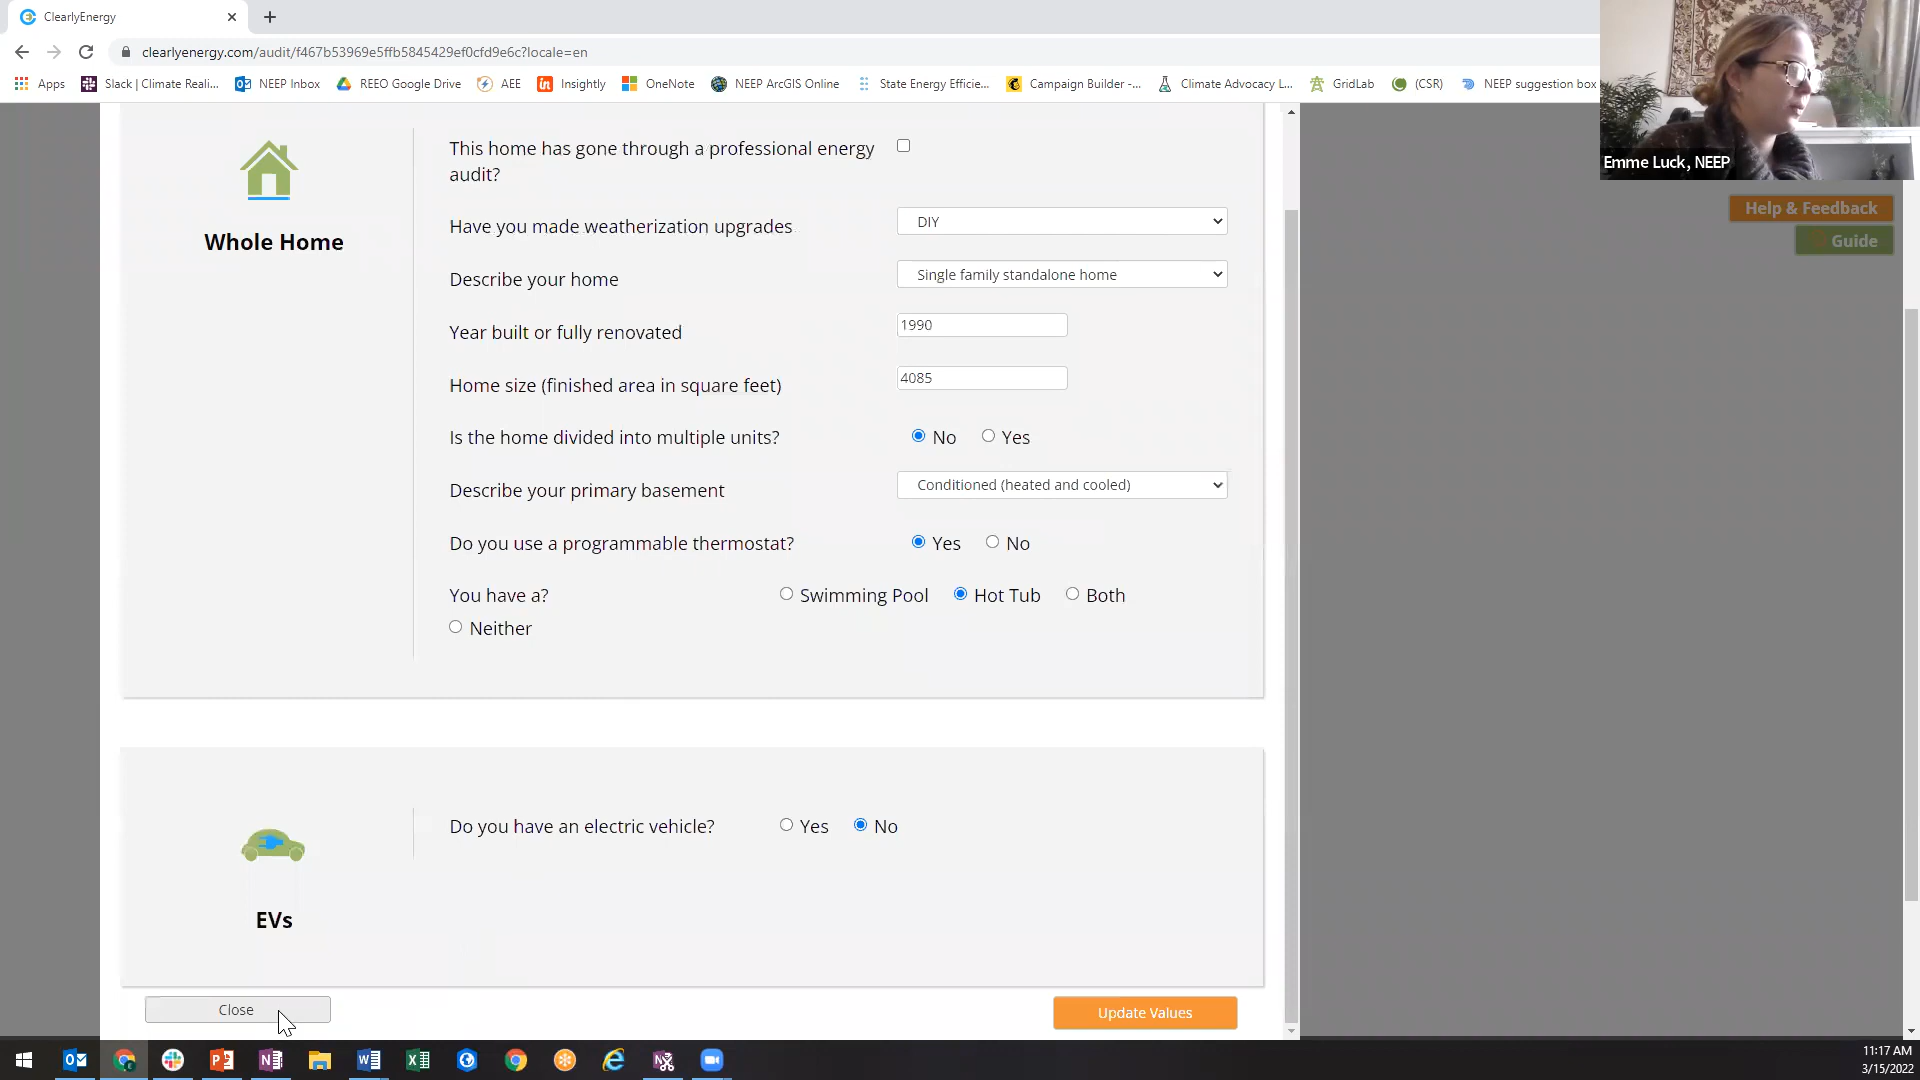 ClearlyEnergy
clearlyenergy.com/audit/f467b53969e5ffb5845429ef0cfd9e6c?locale=en
Apps Slack | Climate Reali... NEEP Inbox REEO Google Drive AEE Insightly OneNote NEEP ArcGIS Online State Energy Efficie... Campaign Builder -... Climate Advocacy L... GridLab (CSR) NEEP suggestion box
Emme Luck, NEEP
Help & Feedback
Guide
Whole Home
This home has gone through a professional energy
audit?
Have you made weatherization upgrades DIY
Describe your home Single family standalone home
Year built or fully renovated 1990
Home size (finished area in square feet) 4085
Is the home divided into multiple units? No Yes
Describe your primary basement Conditioned (heated and cooled)
Do you use a programmable thermostat? Yes No
You have a? Swimming Pool Hot Tub Both
Neither
EVs
Do you have an electric vehicle? Yes No
Close Update Values
11:17 AM
3/15/2022